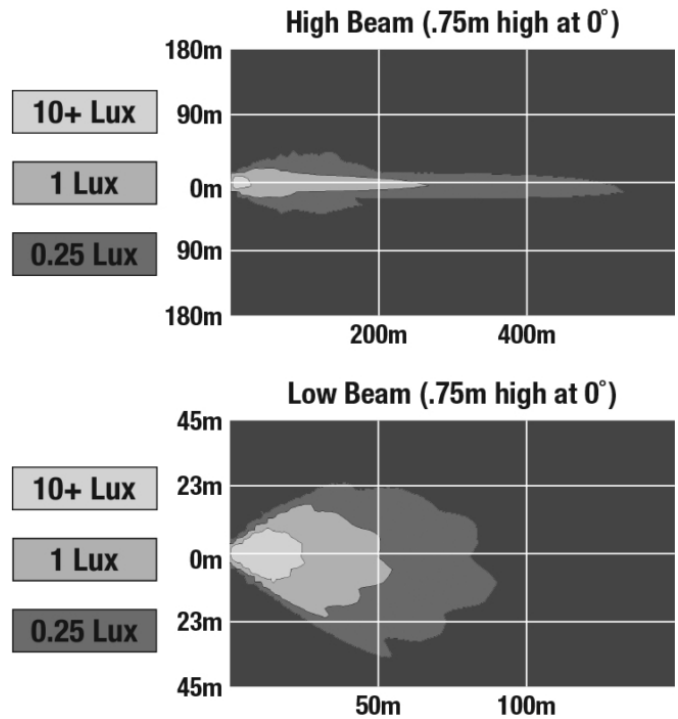 High Beam (.75m high at 0˚)
180m
10+ Lux
90m
1 Lux
0m
0.25 Lux
90m
180m
200m
400m
Low Beam (.75m high at 0˚)
45m
10+ Lux
23m
1 Lux
0m
0.25 Lux
23m
45m
50m
100m